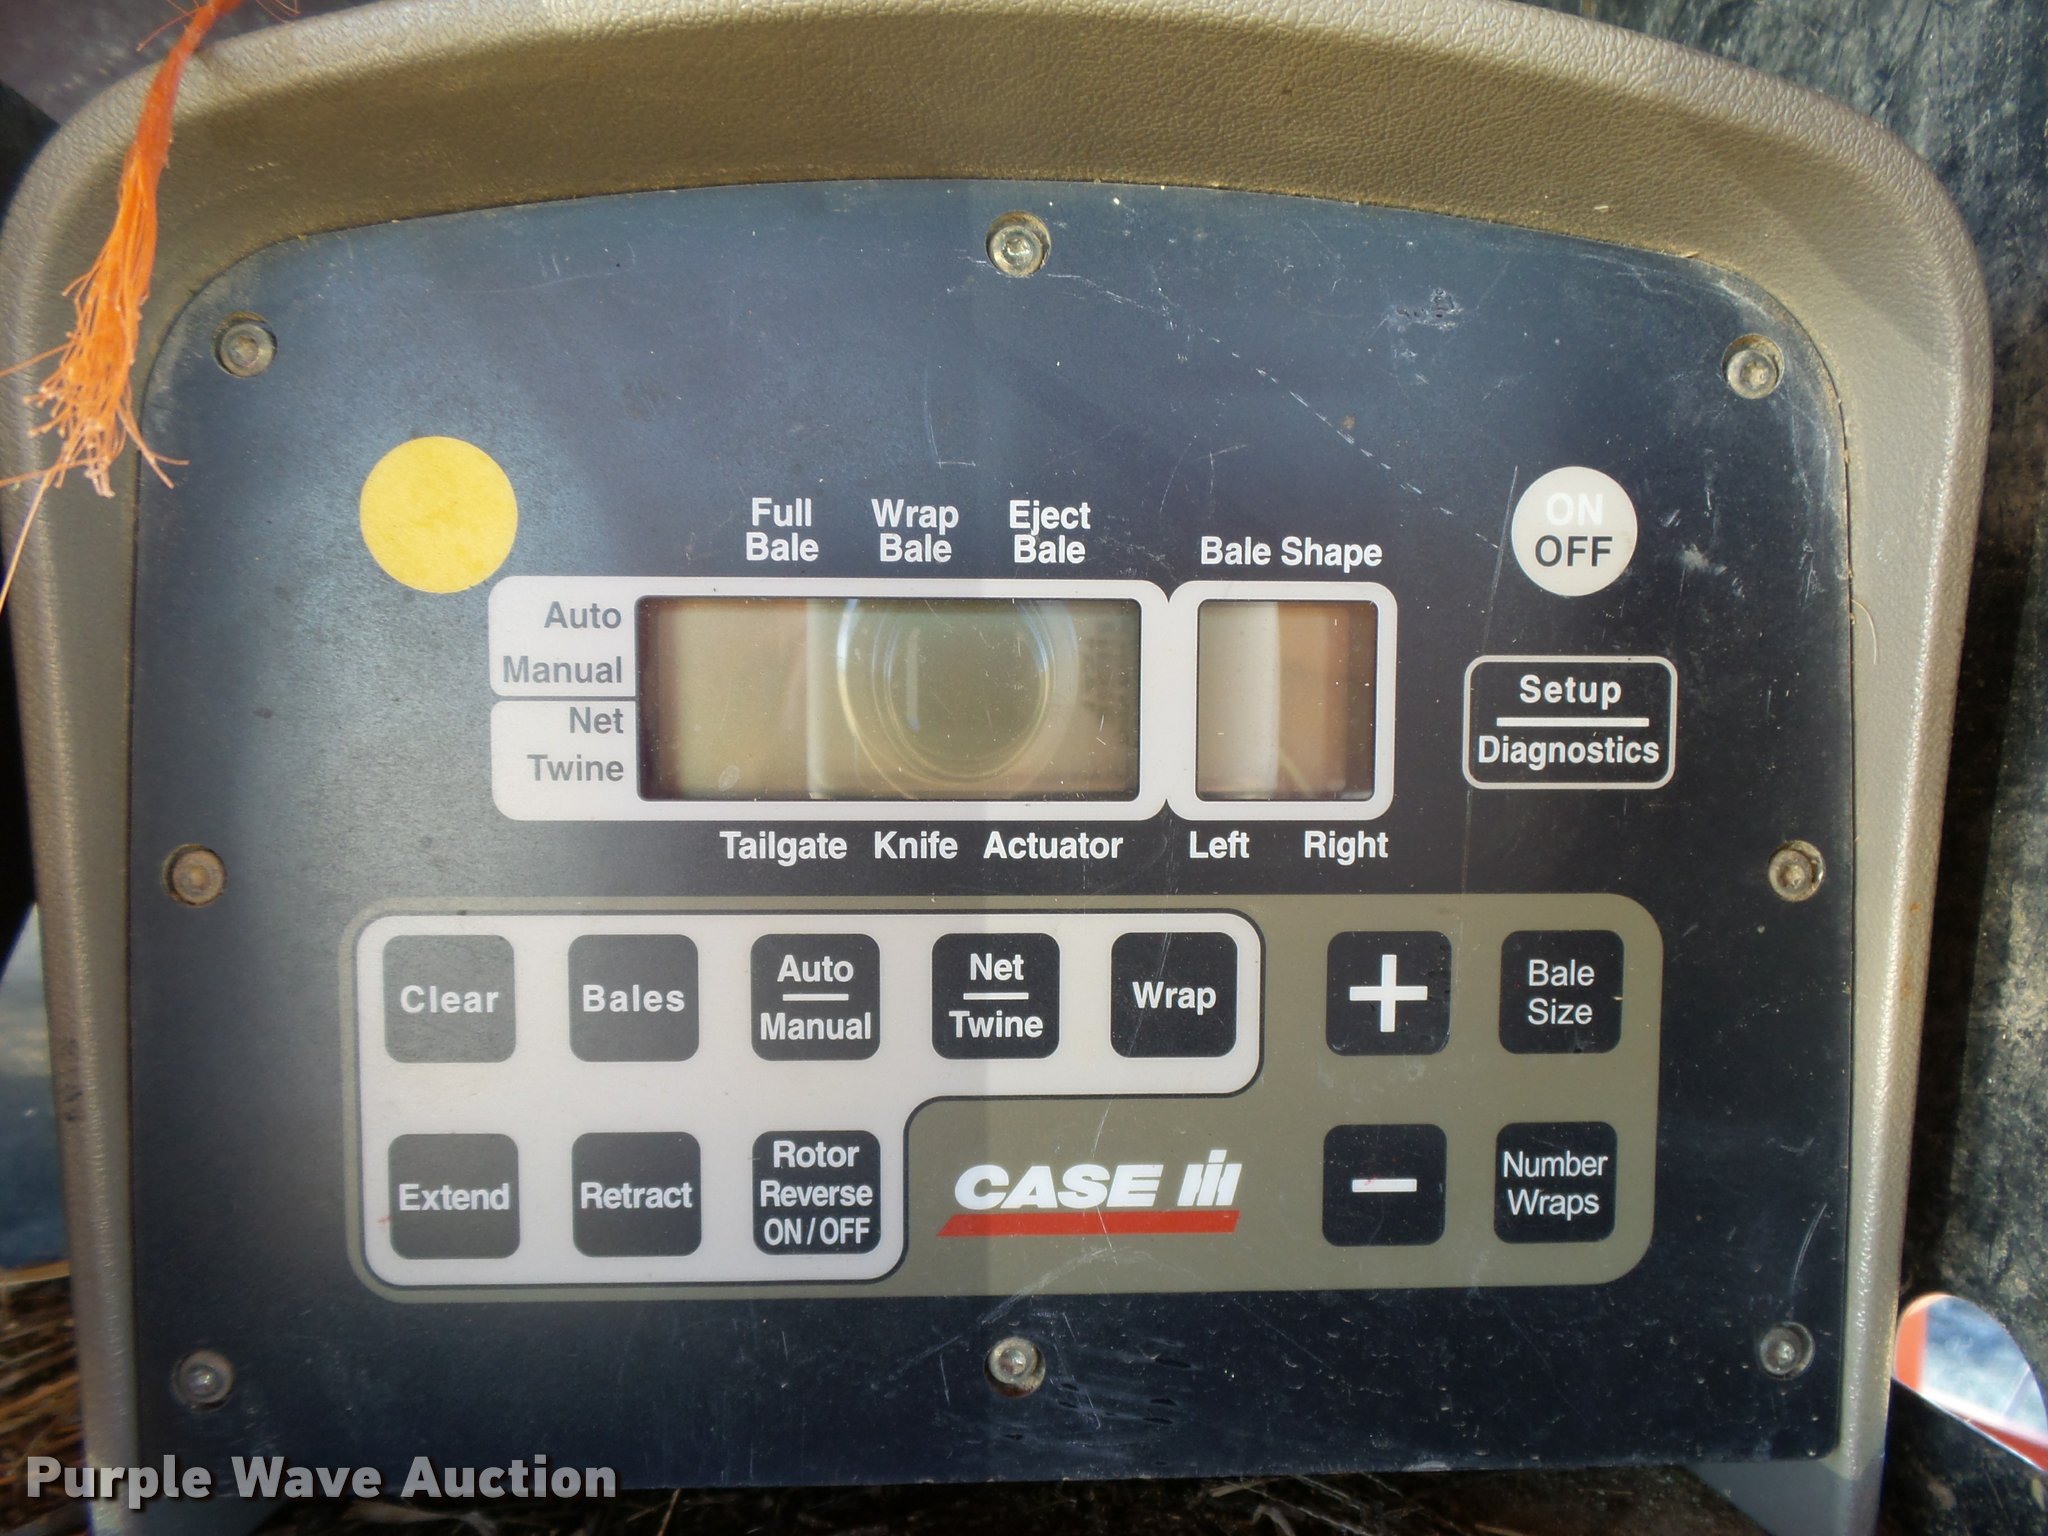 Full
Bale
Wrap
Bale
Eject
Bale
Bale Shape
ON
OFF
Auto
Manual
Net
Twine
Setup
Diagnostics
Tailgate
Knife
Actuator
Left
Right
Clear
Bales
Auto
Manual
Net
Twine
Wrap
+
Bale
Size
Extend
Retract
Rotor
Reverse
ON/OFF
CASE IH
−
Number
Wraps
Purple Wave Auction